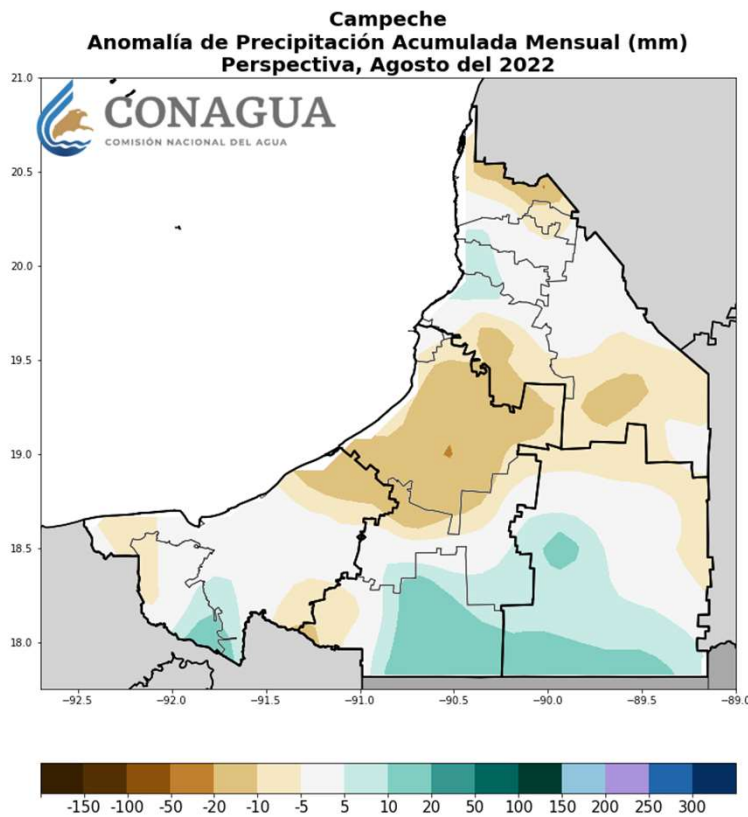 Campeche
Anomalía de Precipitación Acumulada Mensual (mm)
Perspectiva, Agosto del 2022
CONAGUA
COMISIÓN NACIONAL DEL AGUA
21.0
20.5
20.0
19.5
19.0
18.5
18.0
−92.5 −92.0 −91.5 −91.0 −90.5 −90.0 −89.5 −89.0
-150 -100 -50 -20 -10 -5 5 10 20 50 100 150 200 250 300